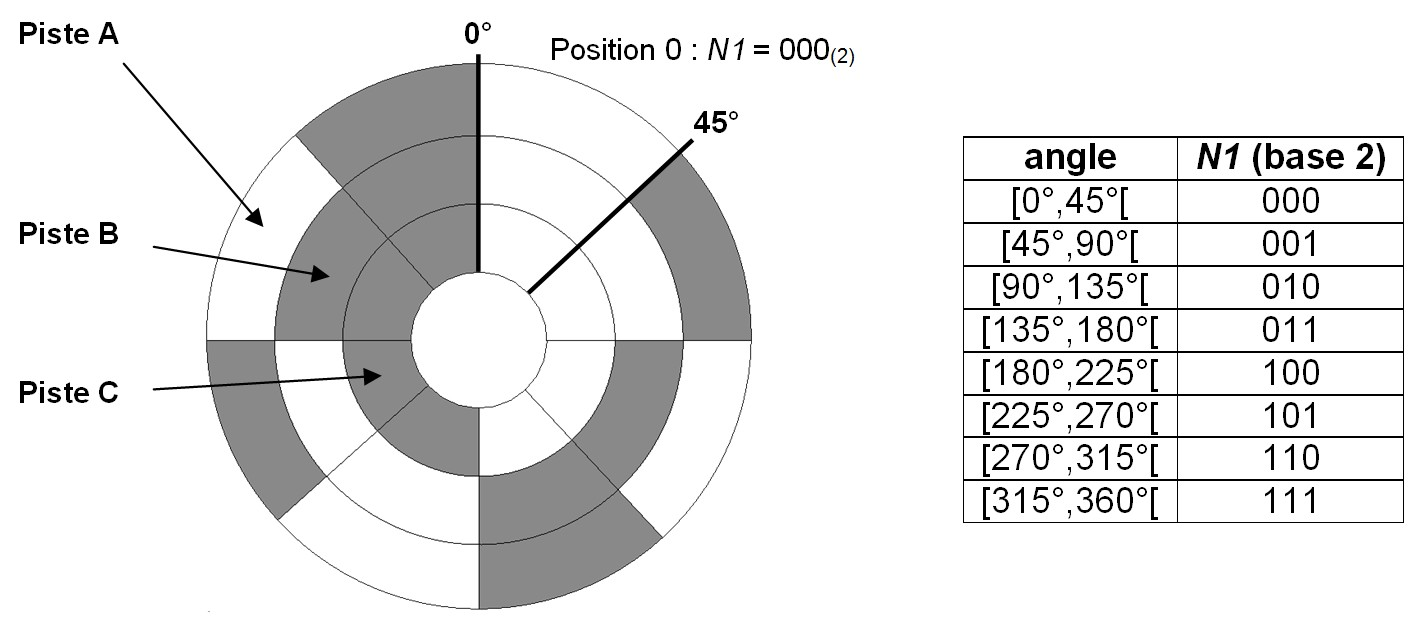 Piste A
0°
Position 0 : N1 = 000(2)
45°
Piste B
Piste C
angle N1 (base 2)
[0°,45°[ 000
[45°,90°[ 001
[90°,135°[ 010
[135°,180°[ 011
[180°,225°[ 100
[225°,270°[ 101
[270°,315°[ 110
[315°,360°[ 111